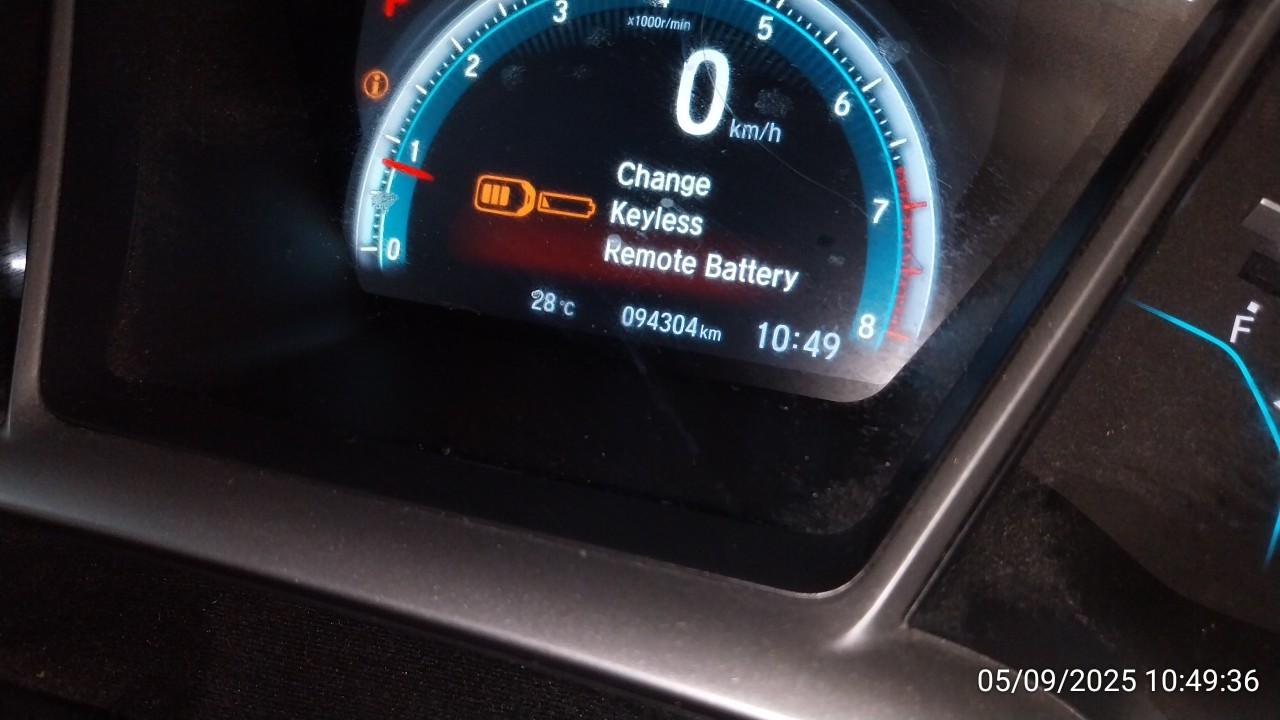 3
4
5
x1000r/min
2
6
0 km/h
1
Change
Keyless
Remote Battery
7
0
28°C
094304km
10:49
8
F
05/09/2025 10:49:36